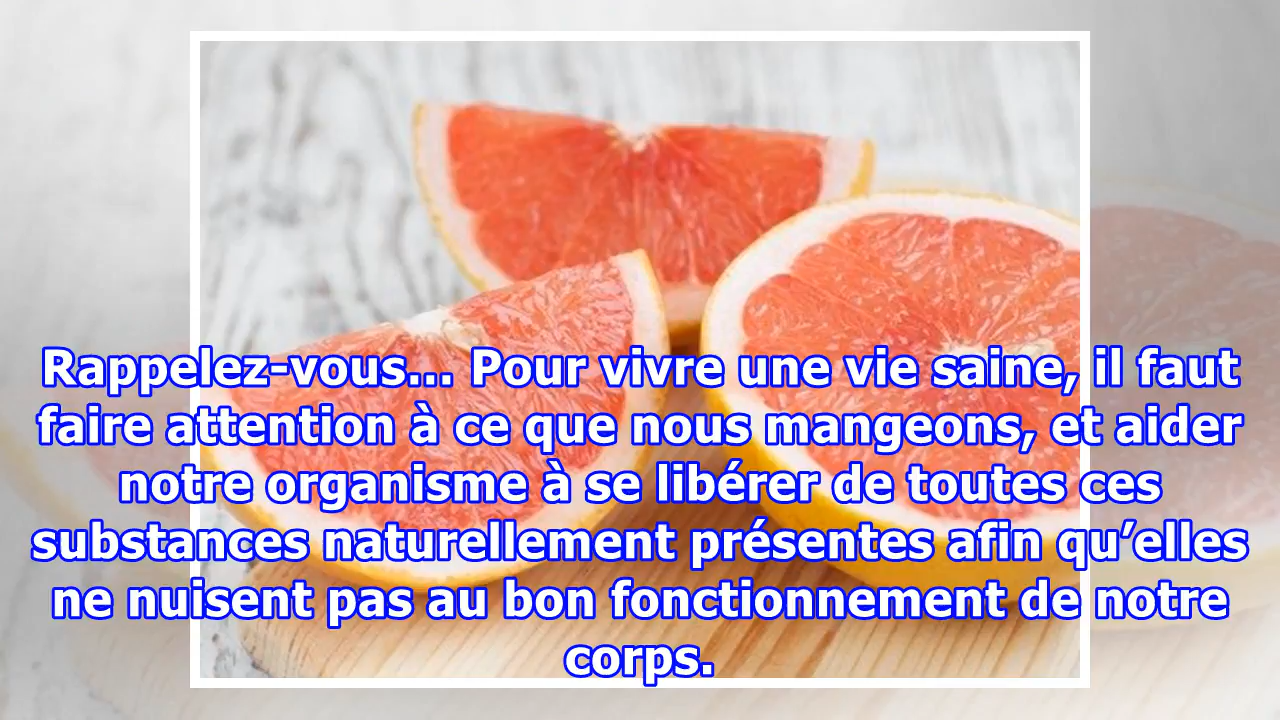 Rappelez-vous... Pour vivre une vie saine, il faut
faire attention à ce que nous mangeons, et aider
notre organisme à se libérer de toutes ces
substances naturellement présentes afin qu’elles
ne nuisent pas au bon fonctionnement de notre
corps.